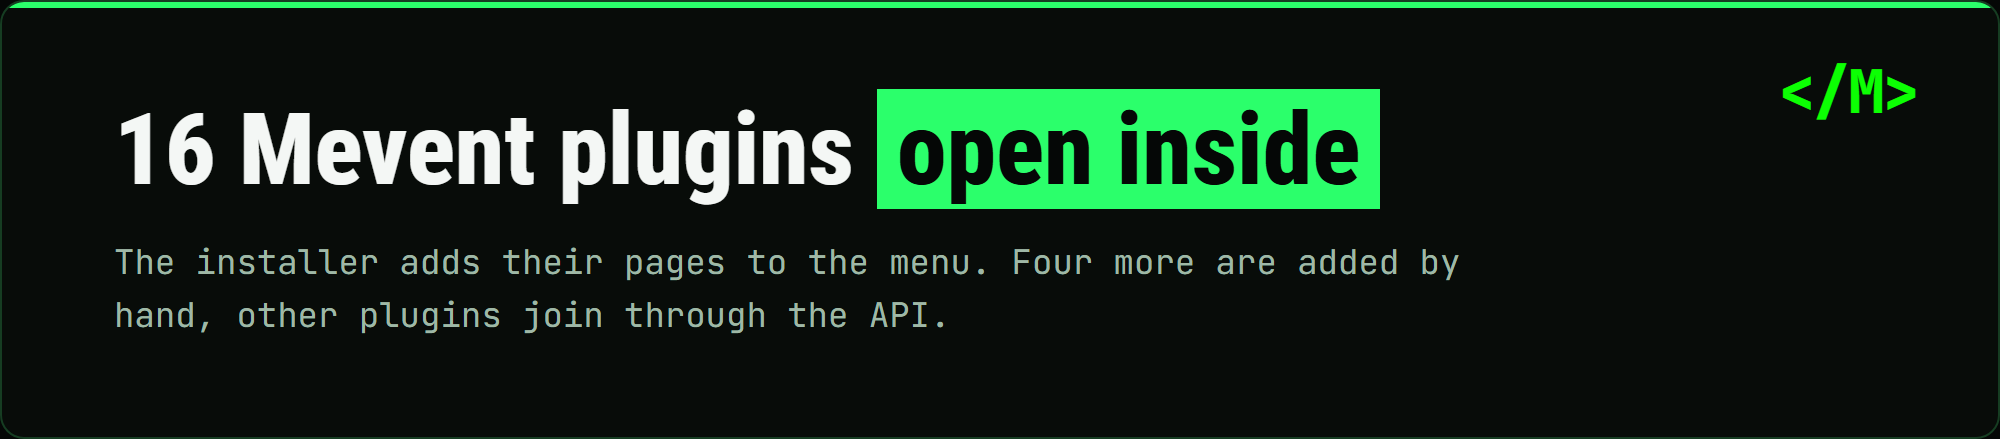 </M>
16 Mevent plugins open inside
The installer adds their pages to the menu. Four more are added by
hand, other plugins join through the API.